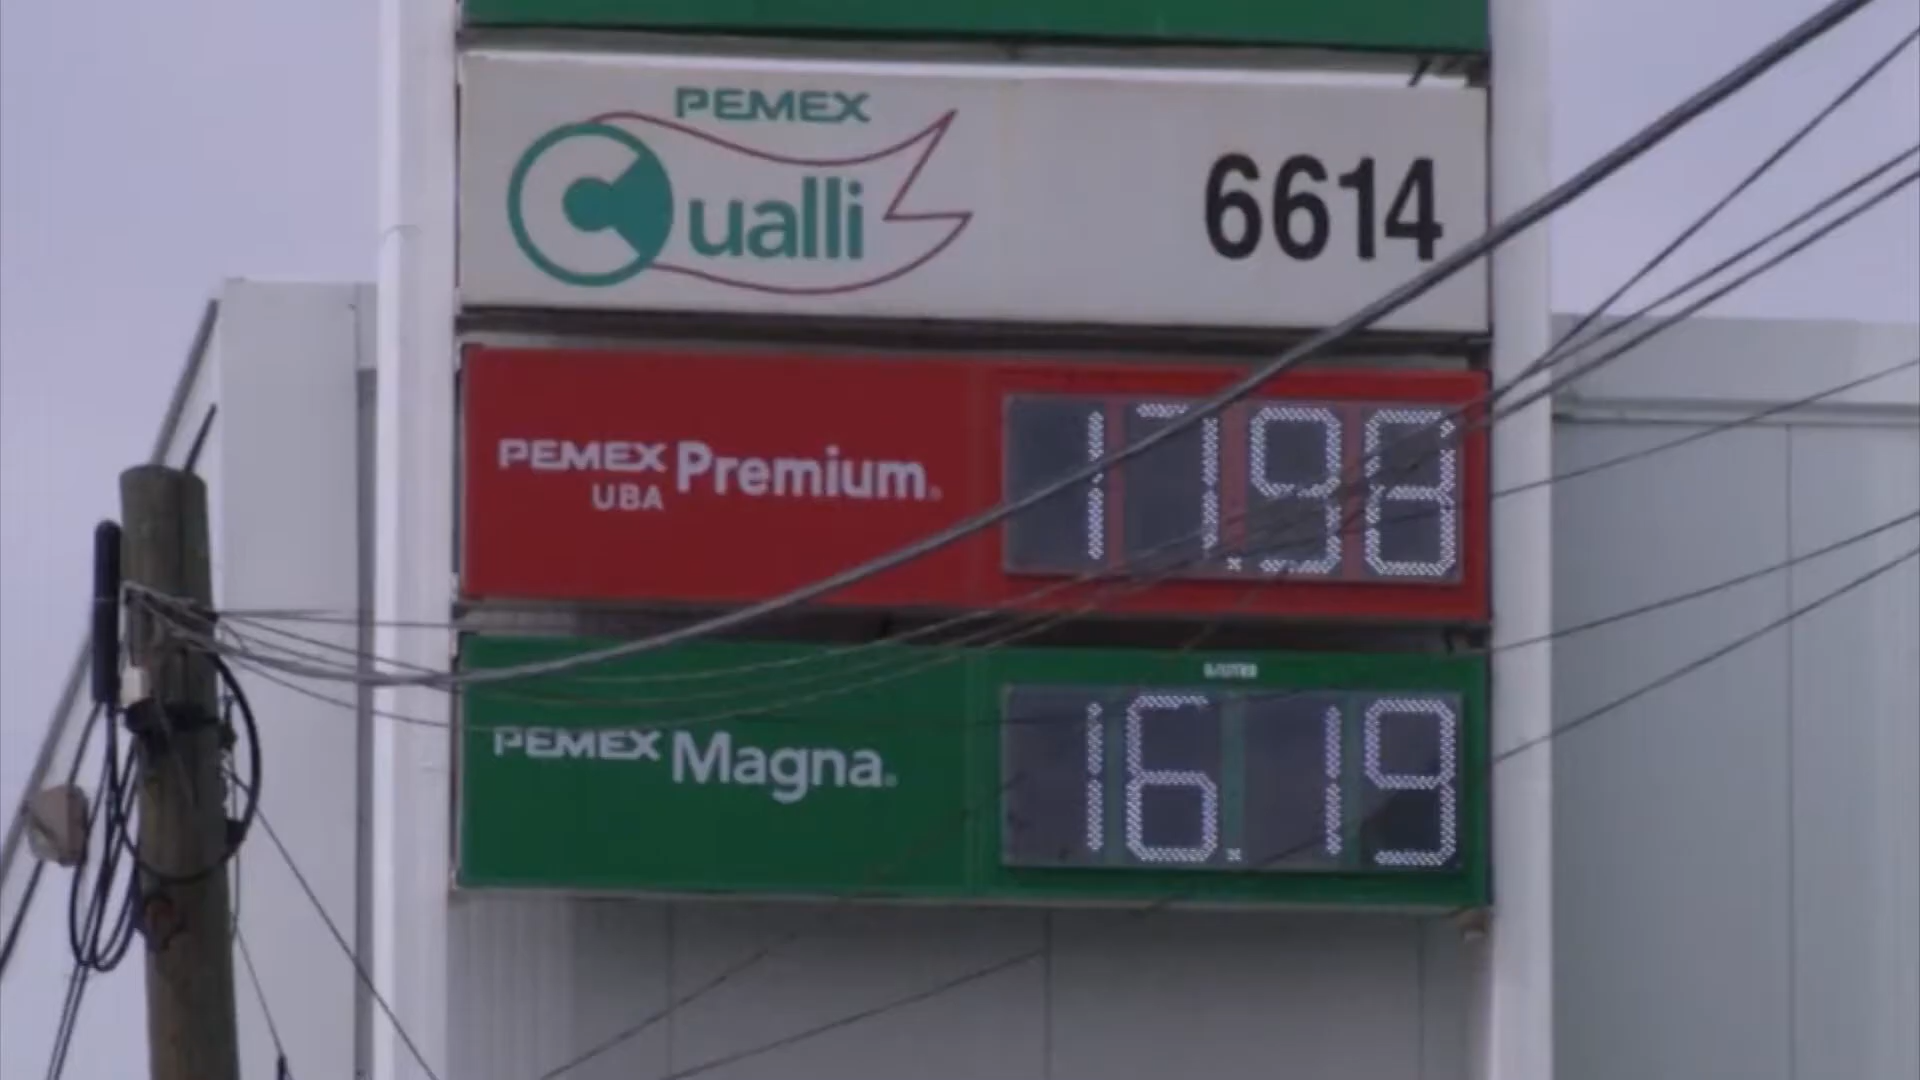 PEMEX
Cualli
6614
PEMEX Premium®
UBA
17.98
PEMEX Magna®
16.19